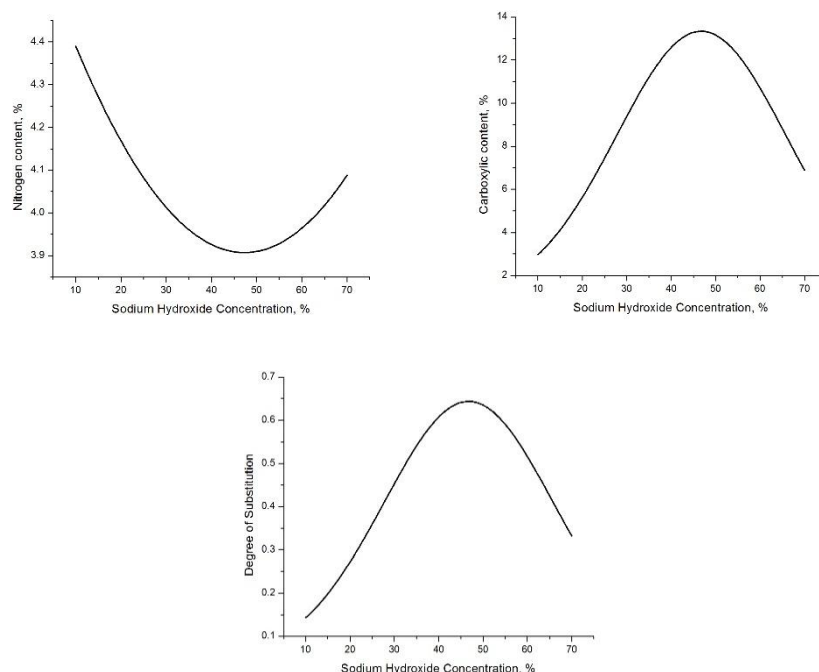 Nitrogen content, %
4.4
4.3
4.2
4.1
4.0
3.9
10 20 30 40 50 60 70
Sodium Hydroxide Concentration, %
Carboxylic content, %
14
12
10
8
6
4
2
10 20 30 40 50 60 70
Sodium Hydroxide Concentration, %
Degree of Substitution
0.7
0.6
0.5
0.4
0.3
0.2
0.1
10 20 30 40 50 60 70
Sodium Hydroxide Concentration, %